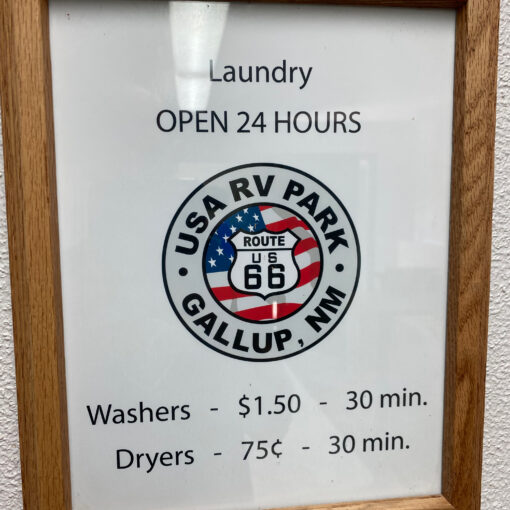 Laundry
OPEN 24 HOURS
USA RV PARK
ROUTE
US
66
• GALLUP, NM •
Washers - $1.50 - 30 min.
Dryers - 75¢ - 30 min.